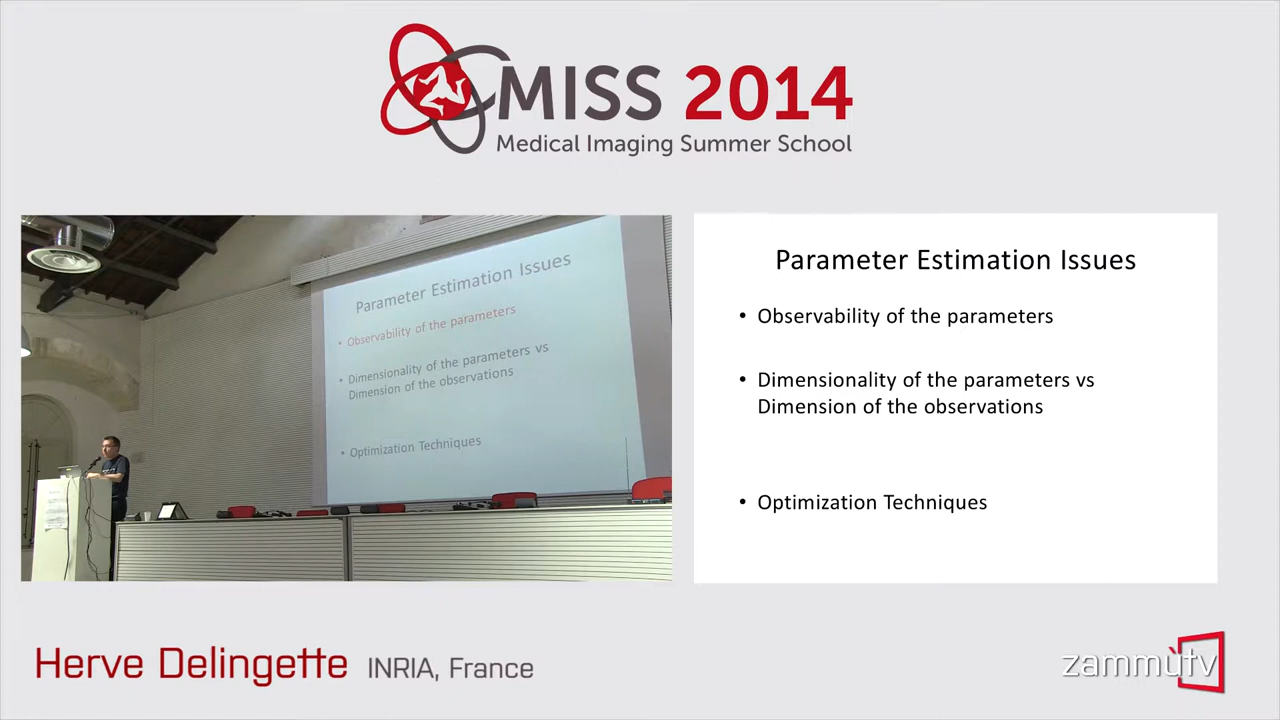 MISS 2014
Medical Imaging Summer School
Parameter Estimation Issues
• Observability of the parameters
• Dimensionality of the parameters vs
Dimension of the observations
• Optimization Techniques
Parameter Estimation Issues
• Observability of the parameters
• Dimensionality of the parameters vs
Dimension of the observations
• Optimization Techniques
Herve Delingette INRIA, France
zammùtv